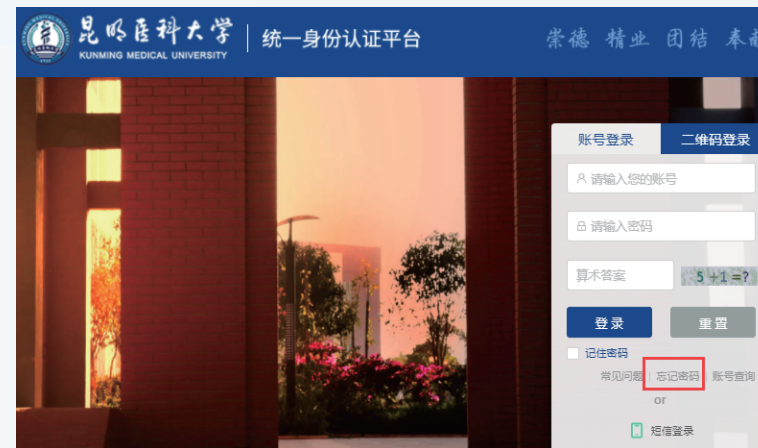 昆明医科大学
KUNMING MEDICAL UNIVERSITY
统一身份认证平台
崇德 精业 团结 奉献
账号登录
二维码登录
请输入您的账号
请输入密码
算术答案
5+1=?
登录
重置
记住密码
常见问题 | 忘记密码 | 账号查询
or
短信登录